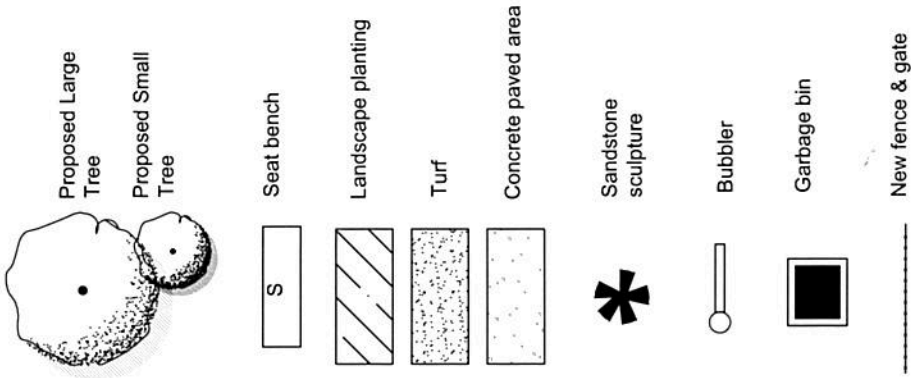 Proposed Large
Tree
Proposed Small
Tree
Seat bench
S
Landscape planting
Turf
Concrete paved area
Sandstone
sculpture
Bubbler
Garbage bin
New fence & gate